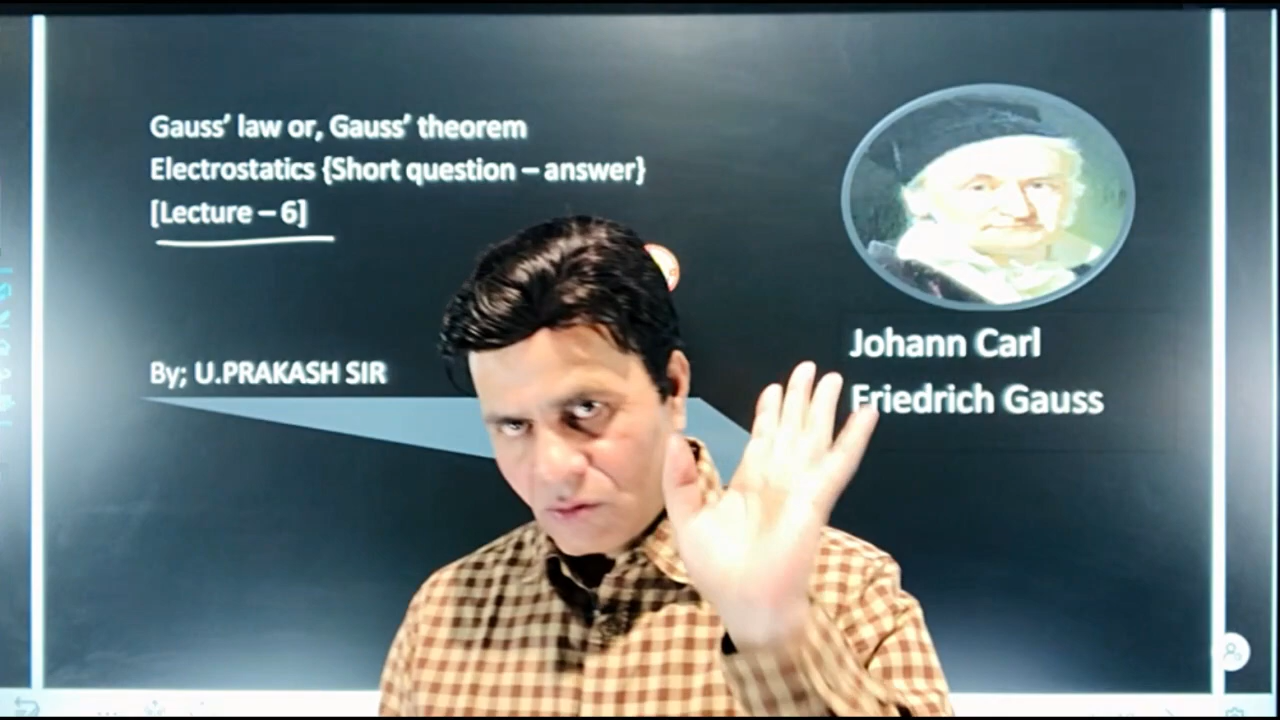 Gauss’ law or, Gauss’ theorem
Electrostatics {Short question – answer}
[Lecture – 6]
By; U.PRAKASH SIR
Johann Carl
Friedrich Gauss